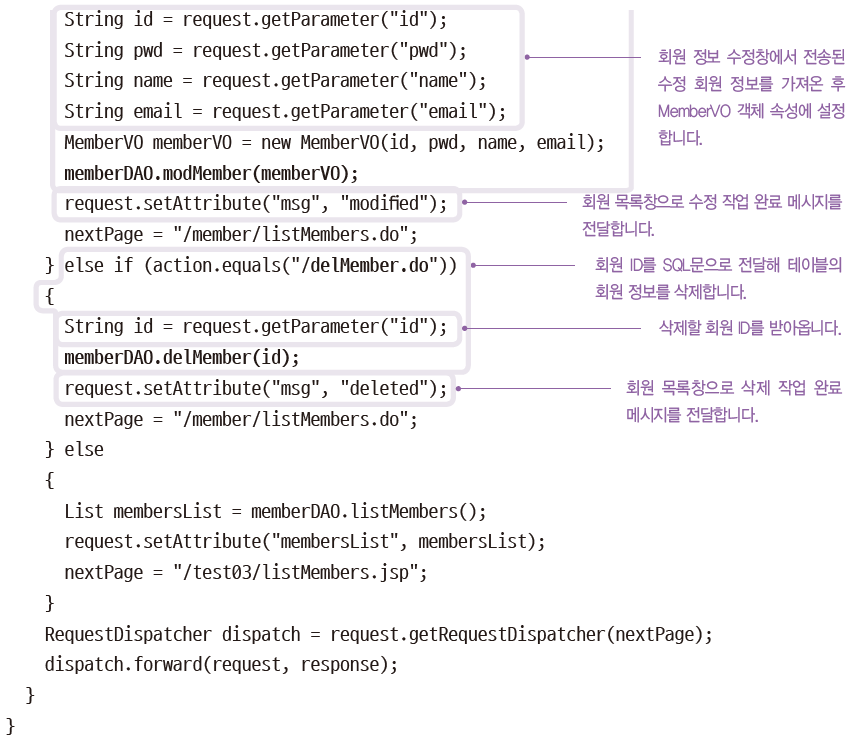 String id = request.getParameter("id");
String pwd = request.getParameter("pwd");
String name = request.getParameter("name");
String email = request.getParameter("email");
회원 정보 수정창에서 전송된
수정 회원 정보를 가져온 후
MemberVO 객체 속성에 설정
합니다.
MemberVO memberVO = new MemberVO(id, pwd, name, email);
memberDAO.modMember(memberVO);
request.setAttribute("msg", "modified");
회원 목록창으로 수정 작업 완료 메시지를
전달합니다.
nextPage = "/member/listMembers.do";
} else if (action.equals("/delMember.do"))
회원 ID를 SQL문으로 전달해 테이블의
회원 정보를 삭제합니다.
{
String id = request.getParameter("id");
삭제할 회원 ID를 받아옵니다.
memberDAO.delMember(id);
request.setAttribute("msg", "deleted");
회원 목록창으로 삭제 작업 완료
메시지를 전달합니다.
nextPage = "/member/listMembers.do";
} else
{
List membersList = memberDAO.listMembers();
request.setAttribute("membersList", membersList);
nextPage = "/test03/listMembers.jsp";
}
RequestDispatcher dispatch = request.getRequestDispatcher(nextPage);
dispatch.forward(request, response);
}
}